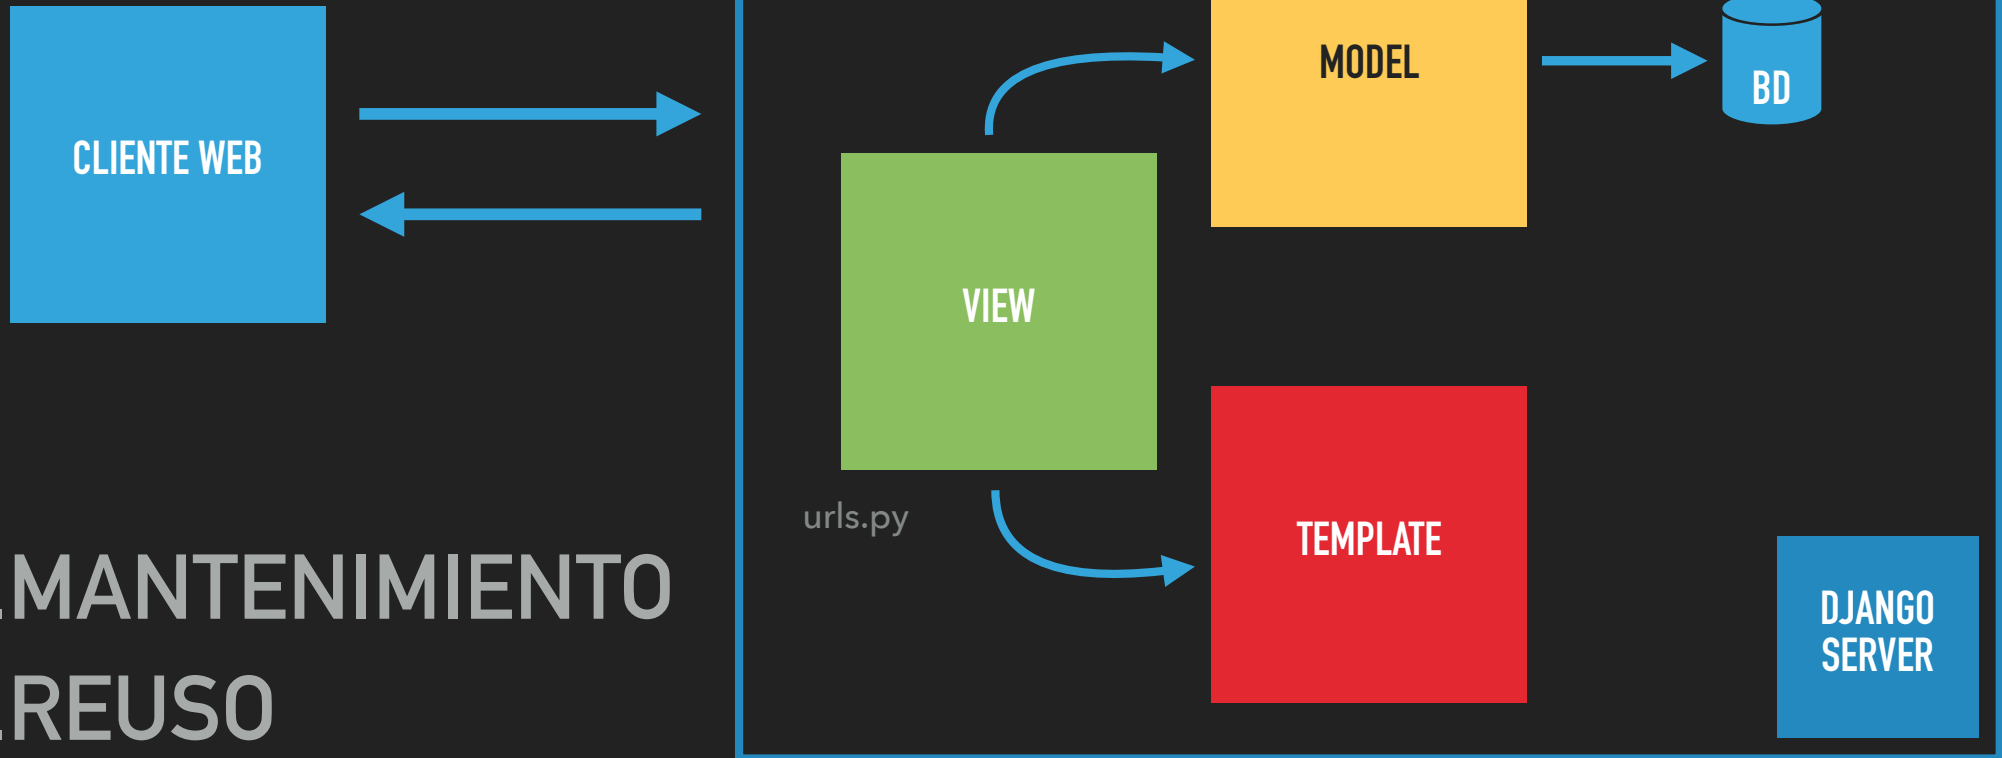 CLIENTE WEB
MODEL
BD
VIEW
urls.py
TEMPLATE
DJANGO
SERVER
.MANTENIMIENTO
.REUSO